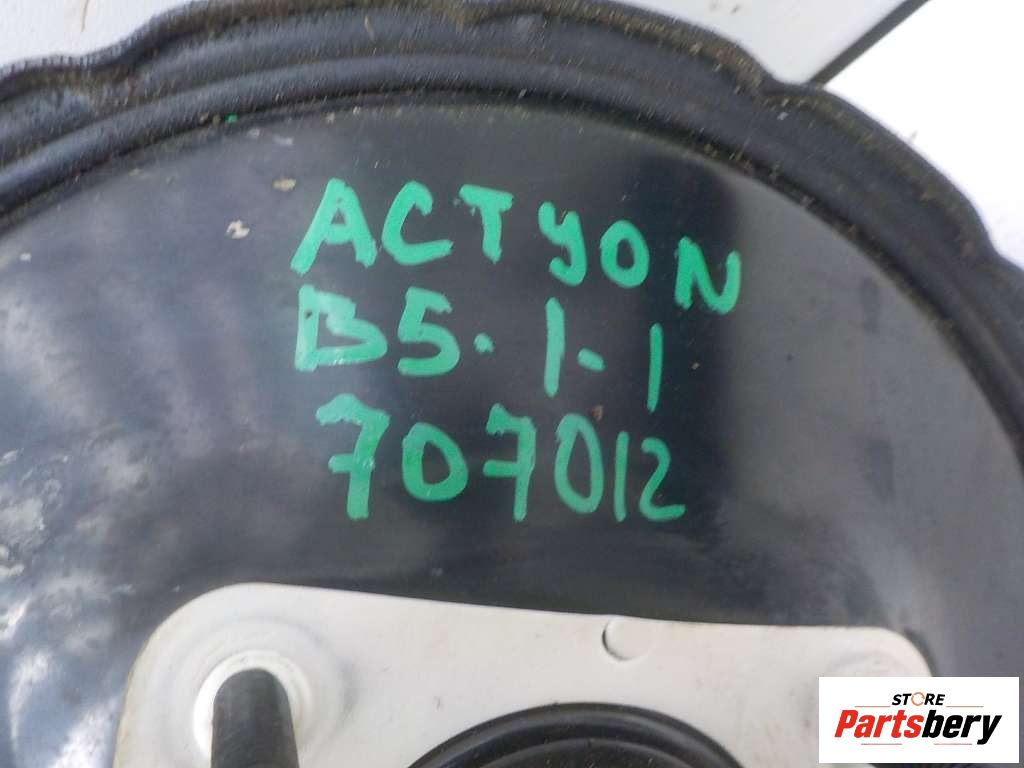 ACTYON
B5.1-1
707012
STORE
Partsbery